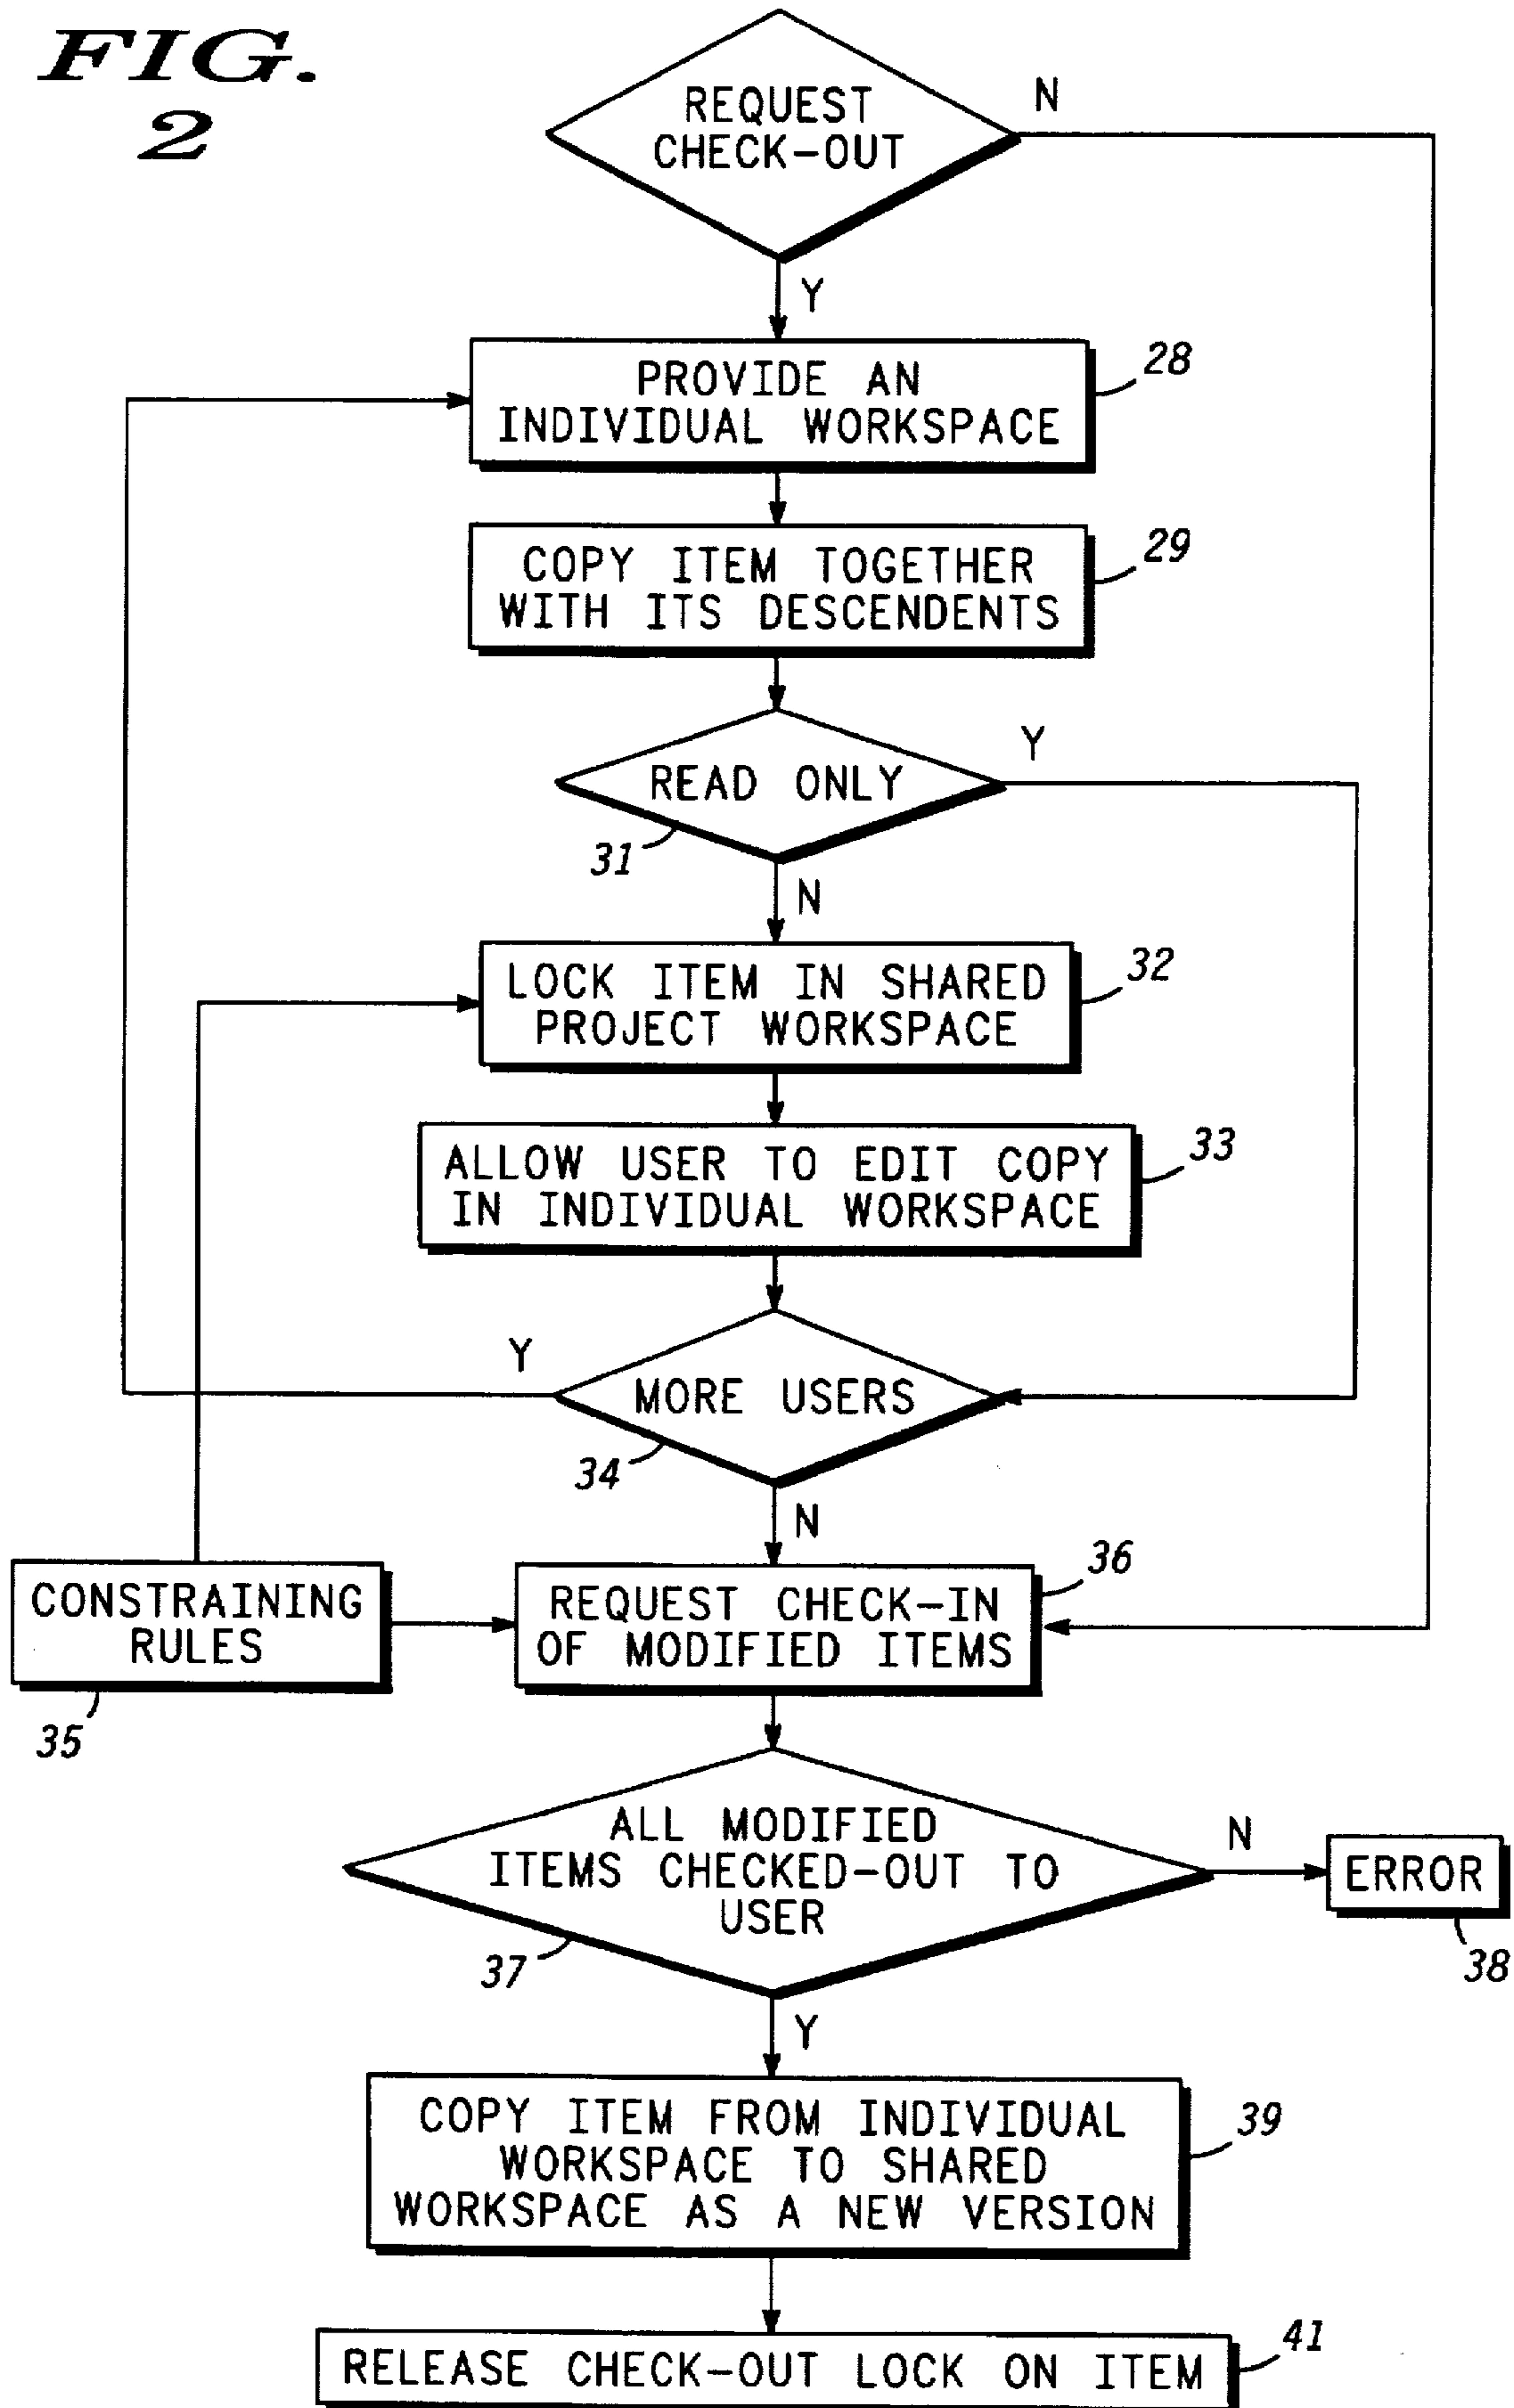 FIG.
2
REQUEST
CHECK-OUT
N
Y
PROVIDE AN
INDIVIDUAL WORKSPACE
28
COPY ITEM TOGETHER
WITH ITS DESCENDENTS
29
READ ONLY
Y
31
N
LOCK ITEM IN SHARED
PROJECT WORKSPACE
32
ALLOW USER TO EDIT COPY
IN INDIVIDUAL WORKSPACE
33
Y
MORE USERS
34
N
CONSTRAINING
RULES
35
REQUEST CHECK-IN
OF MODIFIED ITEMS
36
ALL MODIFIED
ITEMS CHECKED-OUT TO
USER
N
37
ERROR
38
Y
COPY ITEM FROM INDIVIDUAL
WORKSPACE TO SHARED
WORKSPACE AS A NEW VERSION
39
RELEASE CHECK-OUT LOCK ON ITEM
41